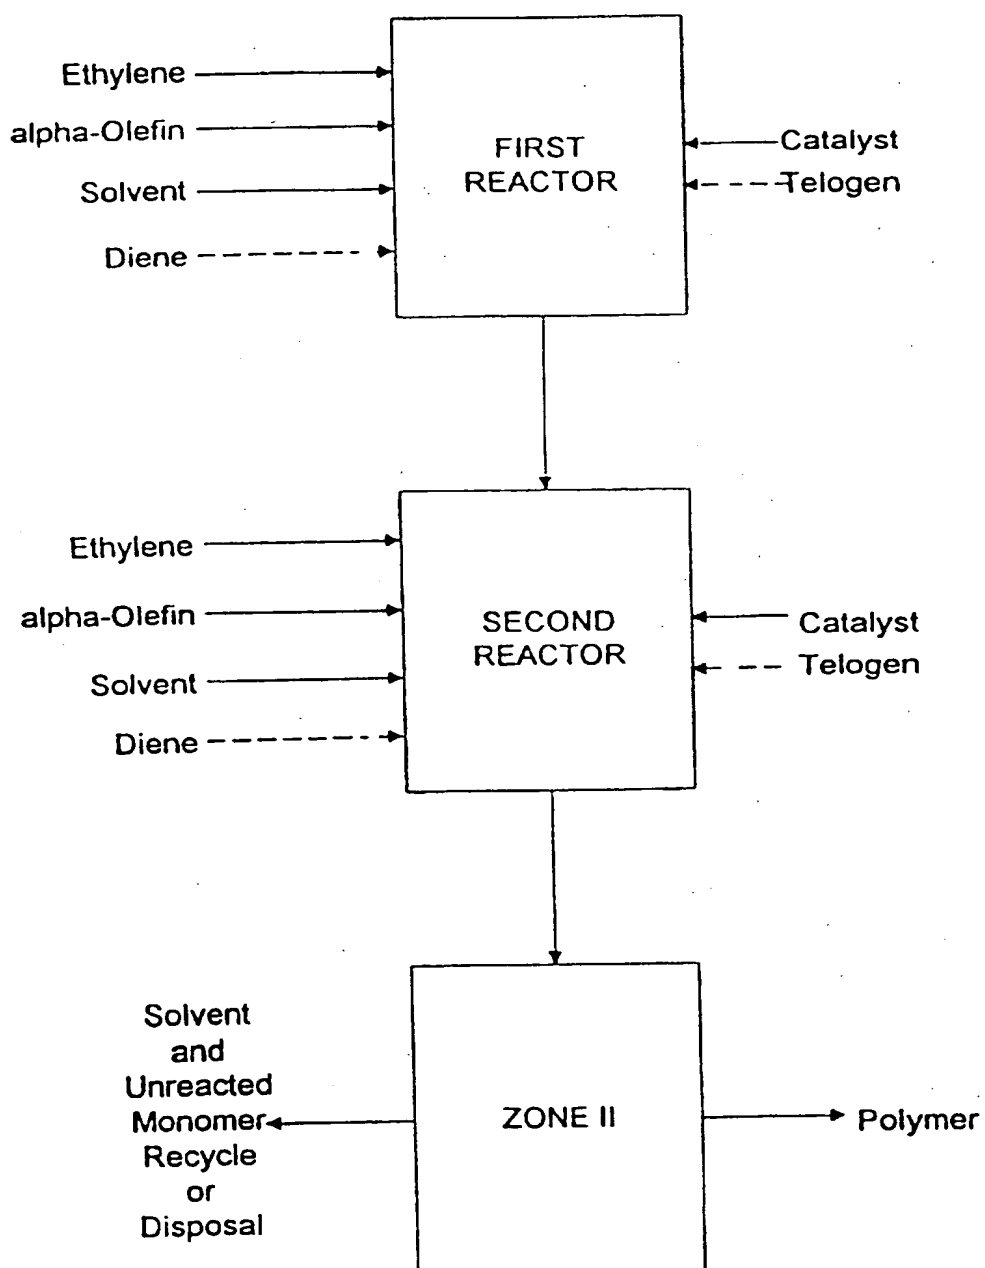 Ethylene
alpha-Olefin
Solvent
Diene
FIRST
REACTOR
Catalyst
Telogen
Ethylene
alpha-Olefin
Solvent
Diene
SECOND
REACTOR
Catalyst
Telogen
Solvent
and
Unreacted
Monomer
Recycle
or
Disposal
ZONE II
Polymer